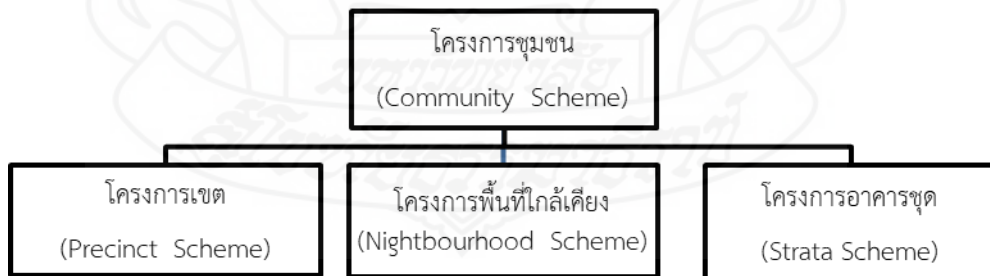 โครงการชุมชน
(Community Scheme)
โครงการเขต
(Precinct Scheme)
โครงการพื้นที่ใกล้เคียง
(Nightbourhood Scheme)
โครงการอาคารชุด
(Strata Scheme)